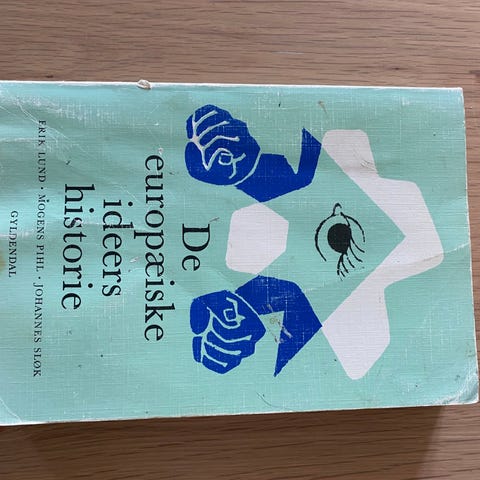 De
europæiske
ideers
historie
ERIK LUND · MOGENS PIHL · JOHANNES SLØK
GYLDENDAL